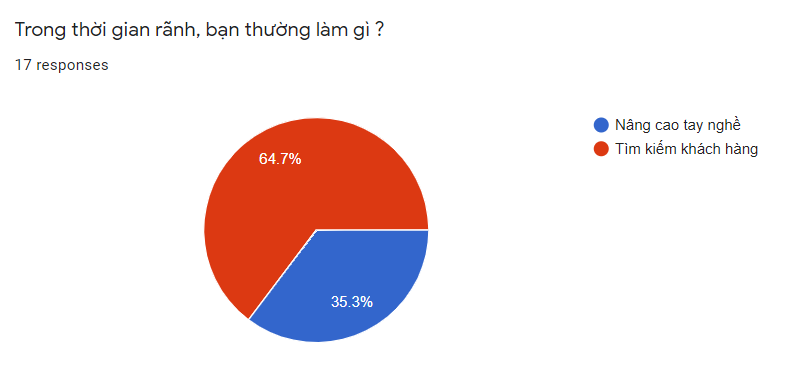 Trong thời gian rãnh, bạn thường làm gì ?
17 responses
64.7%
35.3%
Nâng cao tay nghề
Tìm kiếm khách hàng